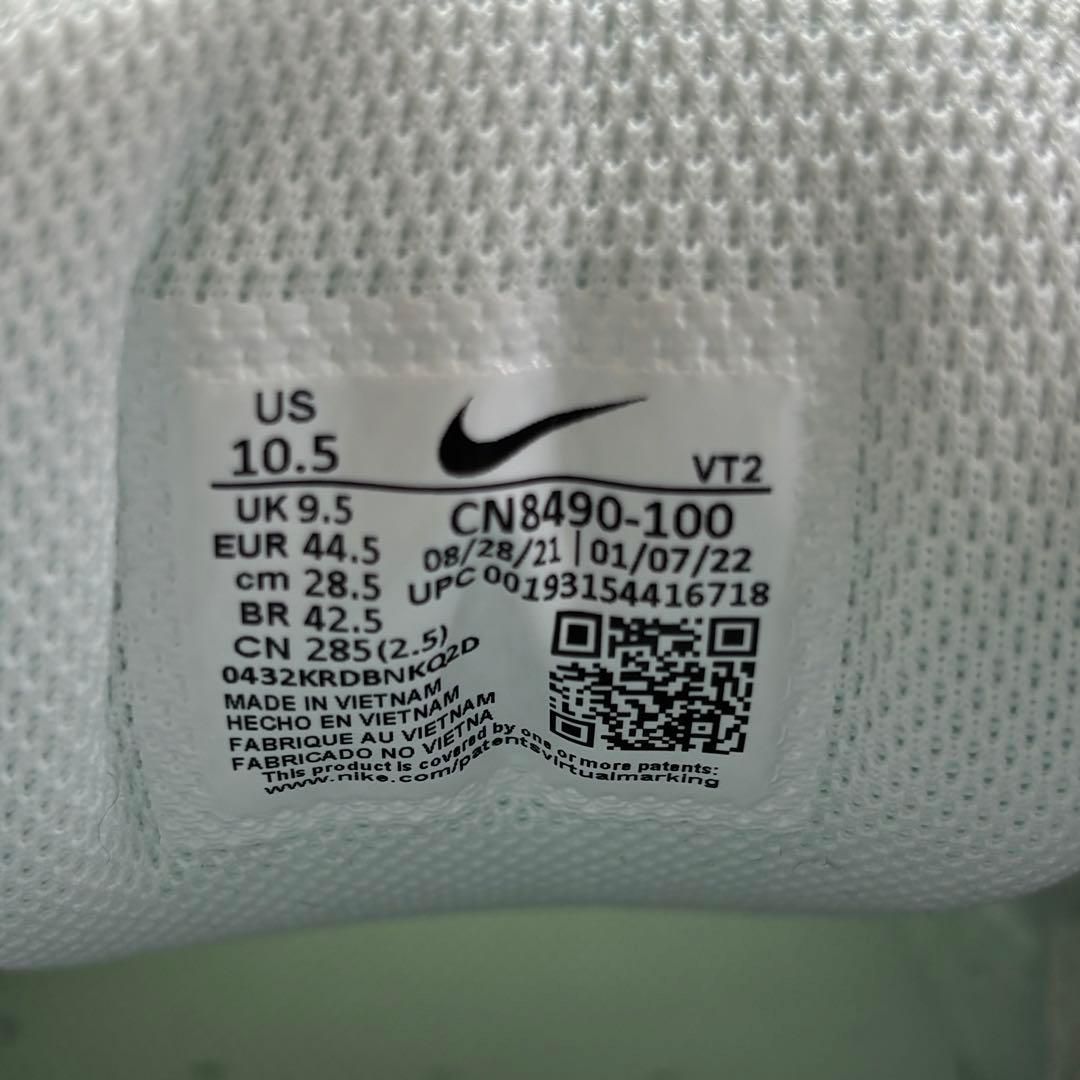 US
10.5
VT2
UK 9.5
CN8490-100
EUR 44.5
08/28/21 | 01/07/22
cm 28.5
UPC 00193154416718
BR 42.5
CN 285(2.5)
0432KRDBNKQ2D
MADE IN VIETNAM
HECHO EN VIETNAM
FABRIQUE AU VIETNAM
FABRICADO NO VIETNA
This product is covered by one or more patents:
www.nike.com/patentsvirtualmarking